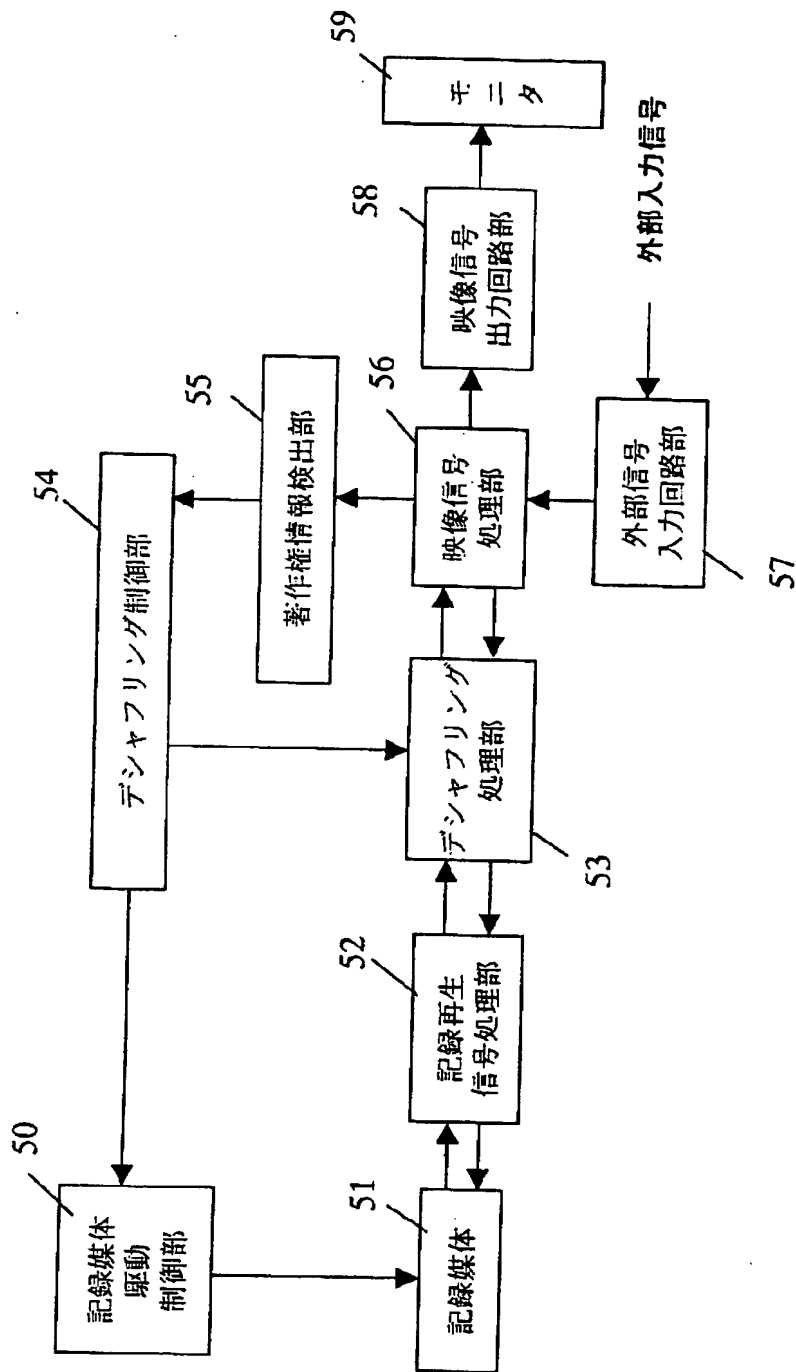 50
記録媒体
駆動
制御部
54
デシャフリング制御部
55
著作権情報検出部
51
記録媒体
52
記録再生
信号処理部
デシャフリング
処理部
53
56
映像信号
処理部
58
映像信号
出力回路部
59
モニタ
外部信号
入力回路部
57
外部入力信号